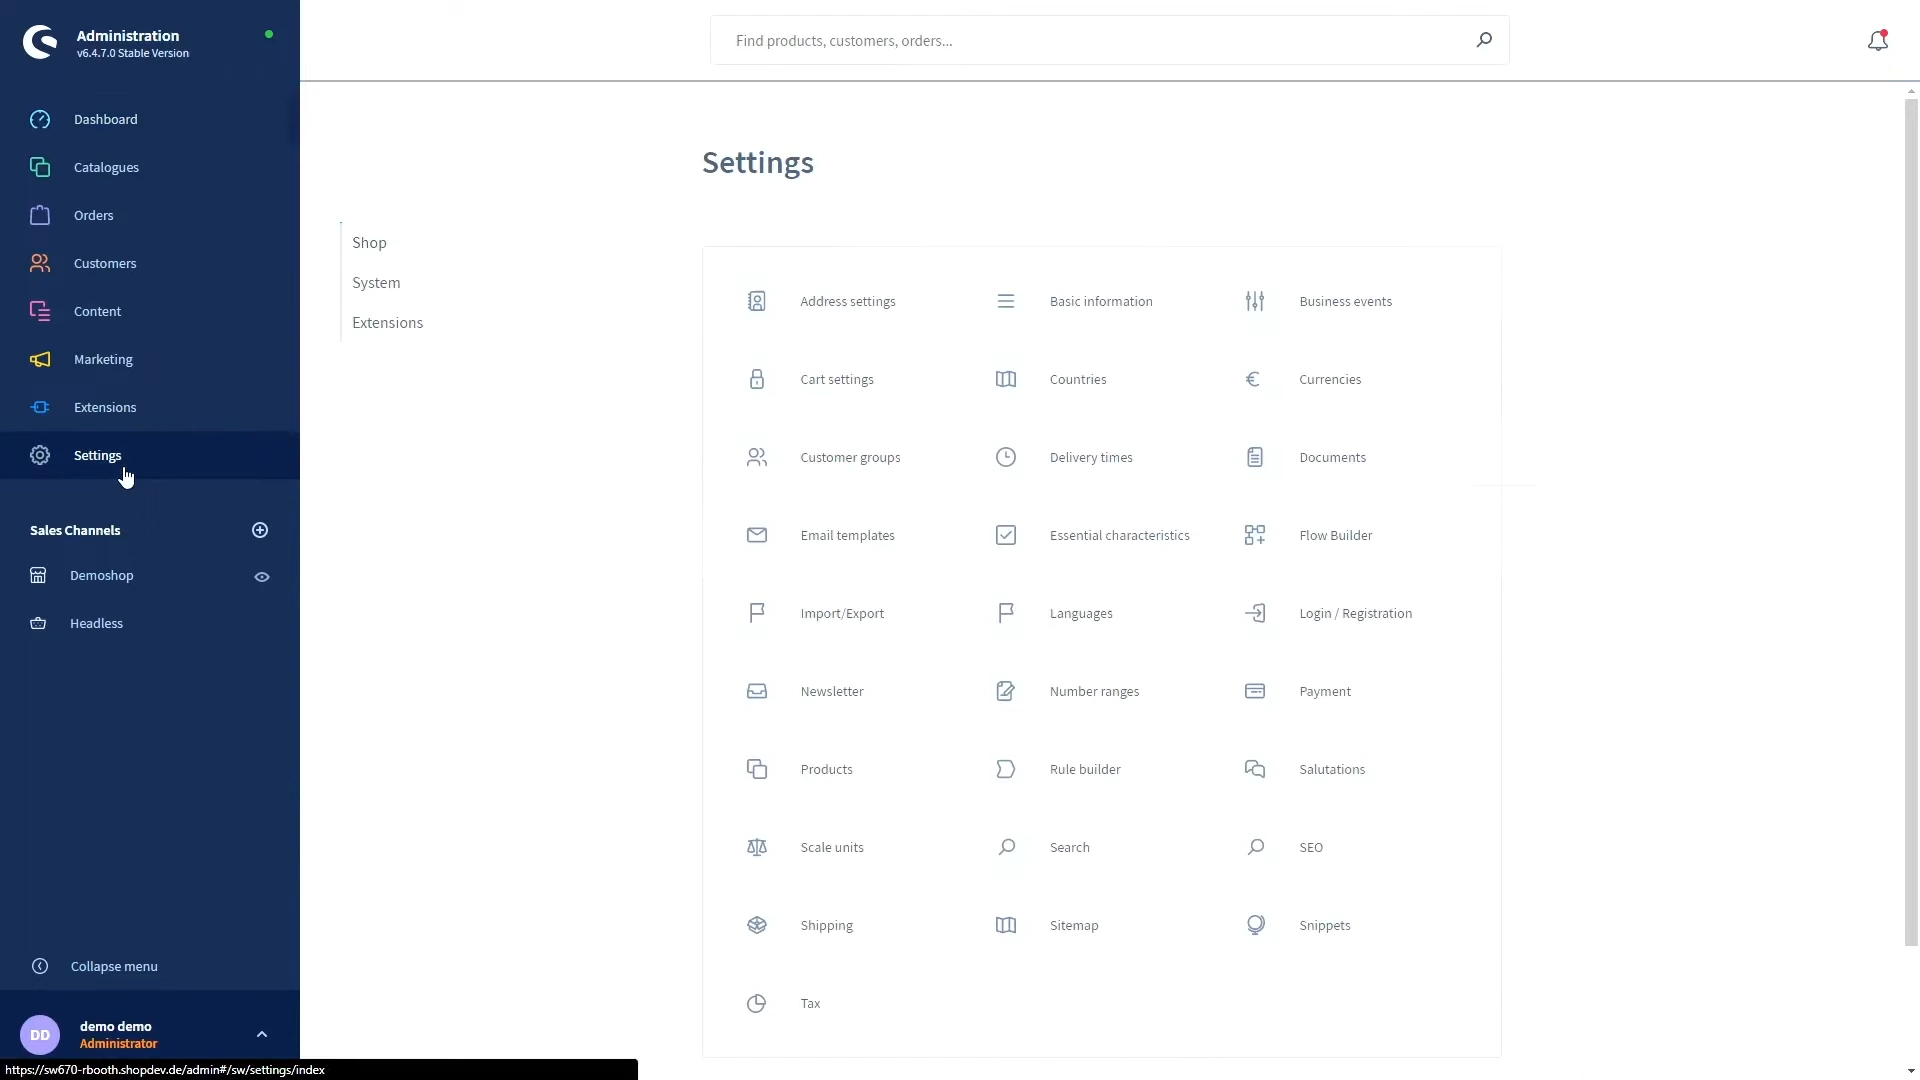 Administration
v6.4.7.0 Stable Version
Find products, customers, orders...
Dashboard
Catalogues
Orders
Customers
Content
Marketing
Extensions
Settings
Sales Channels
Demoshop
Headless
Collapse menu
DD
demo demo
Administrator
https://sw670-rbooth.shopdev.de/admin#/sw/settings/index
Settings
Shop
System
Extensions
Address settings
Basic information
Business events
Cart settings
Countries
€
Currencies
Customer groups
Delivery times
Documents
Email templates
Essential characteristics
Flow Builder
Import/Export
Languages
Login / Registration
Newsletter
Number ranges
Payment
Products
Rule builder
Salutations
Scale units
Search
SEO
Shipping
Sitemap
Snippets
Tax